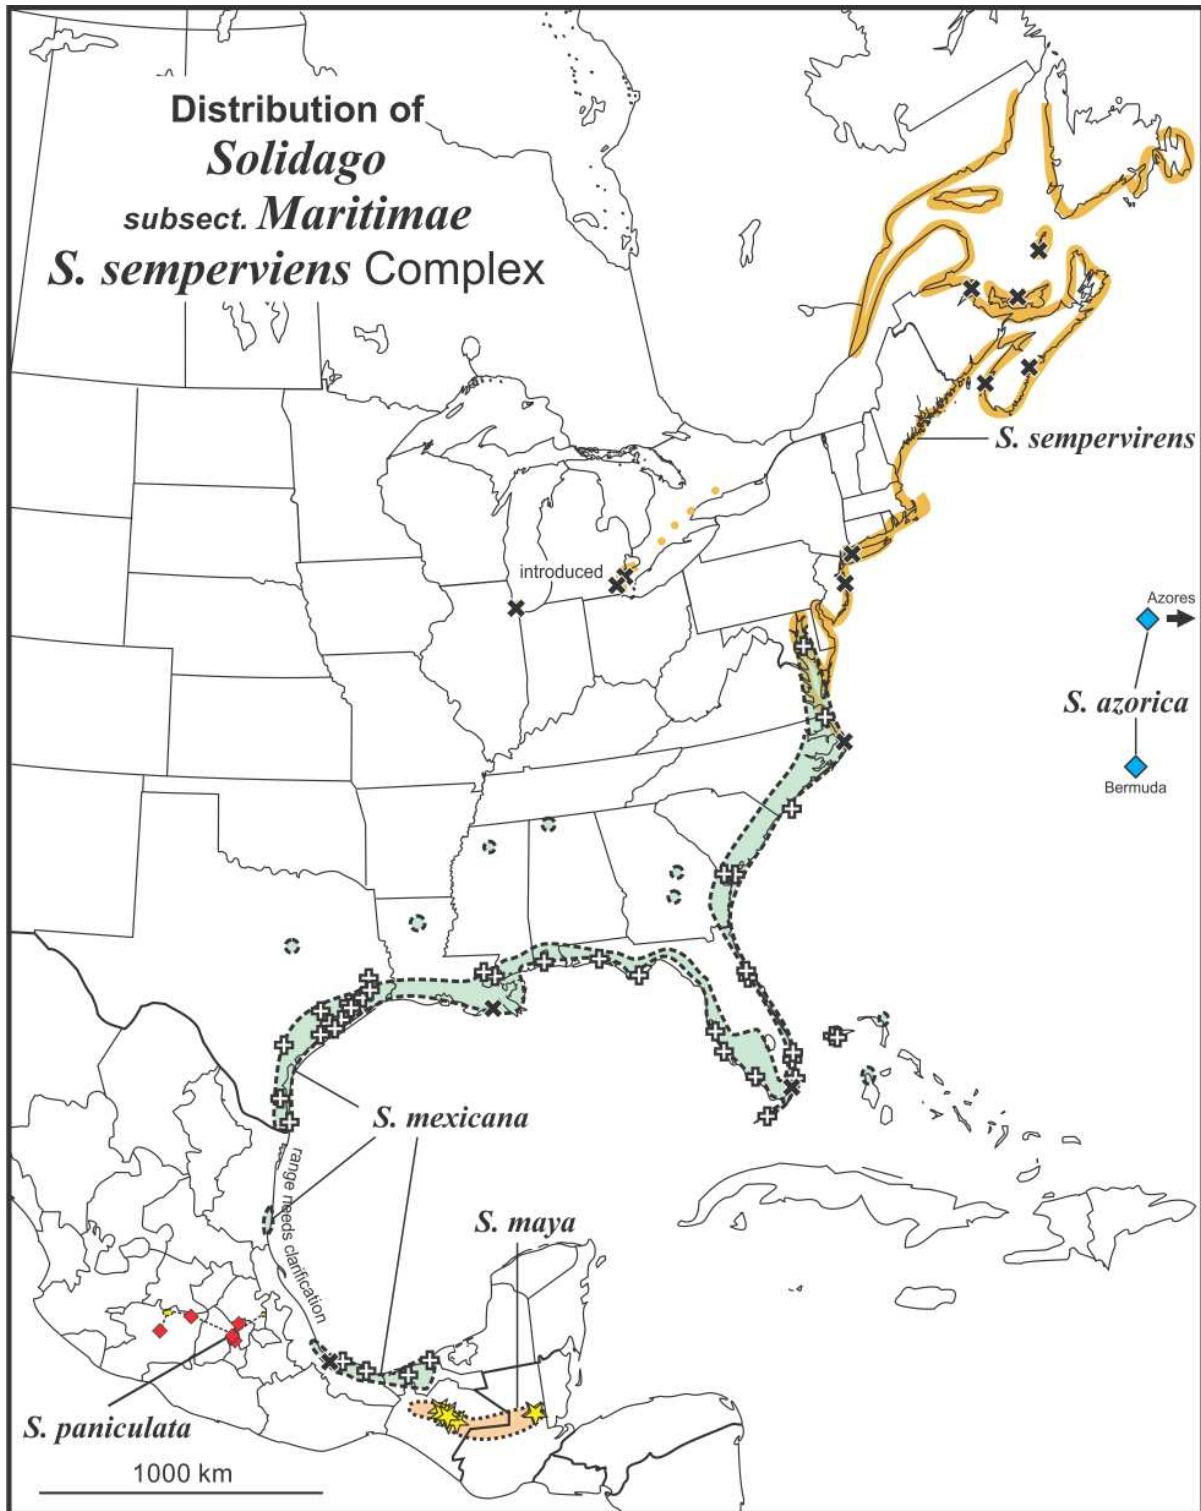 Distribution of
Solidago
subsect. Maritimae
S. semperviens Complex
S. sempervirens
introduced
Azores
S. azorica
Bermuda
S. mexicana
range needs clarification
S. maya
S. paniculata
1000 km